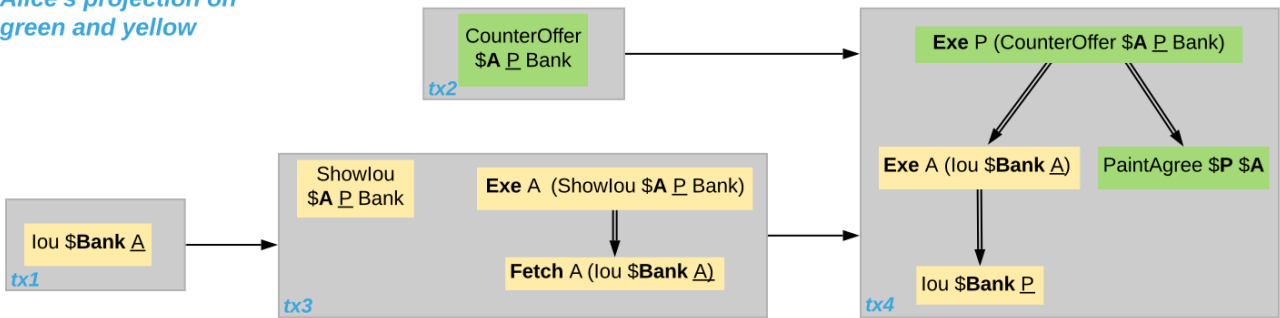 Alice's projection on
green and yellow
CounterOffer
$A P Bank
tx2
Exe P (CounterOffer $A P Bank)
Exe A (Iou $Bank A)
PaintAgree $P $A
Iou $Bank P
tx4
ShowIou
$A P Bank
Exe A (ShowIou $A P Bank)
Fetch A (Iou $Bank A)
tx3
Iou $Bank A
tx1